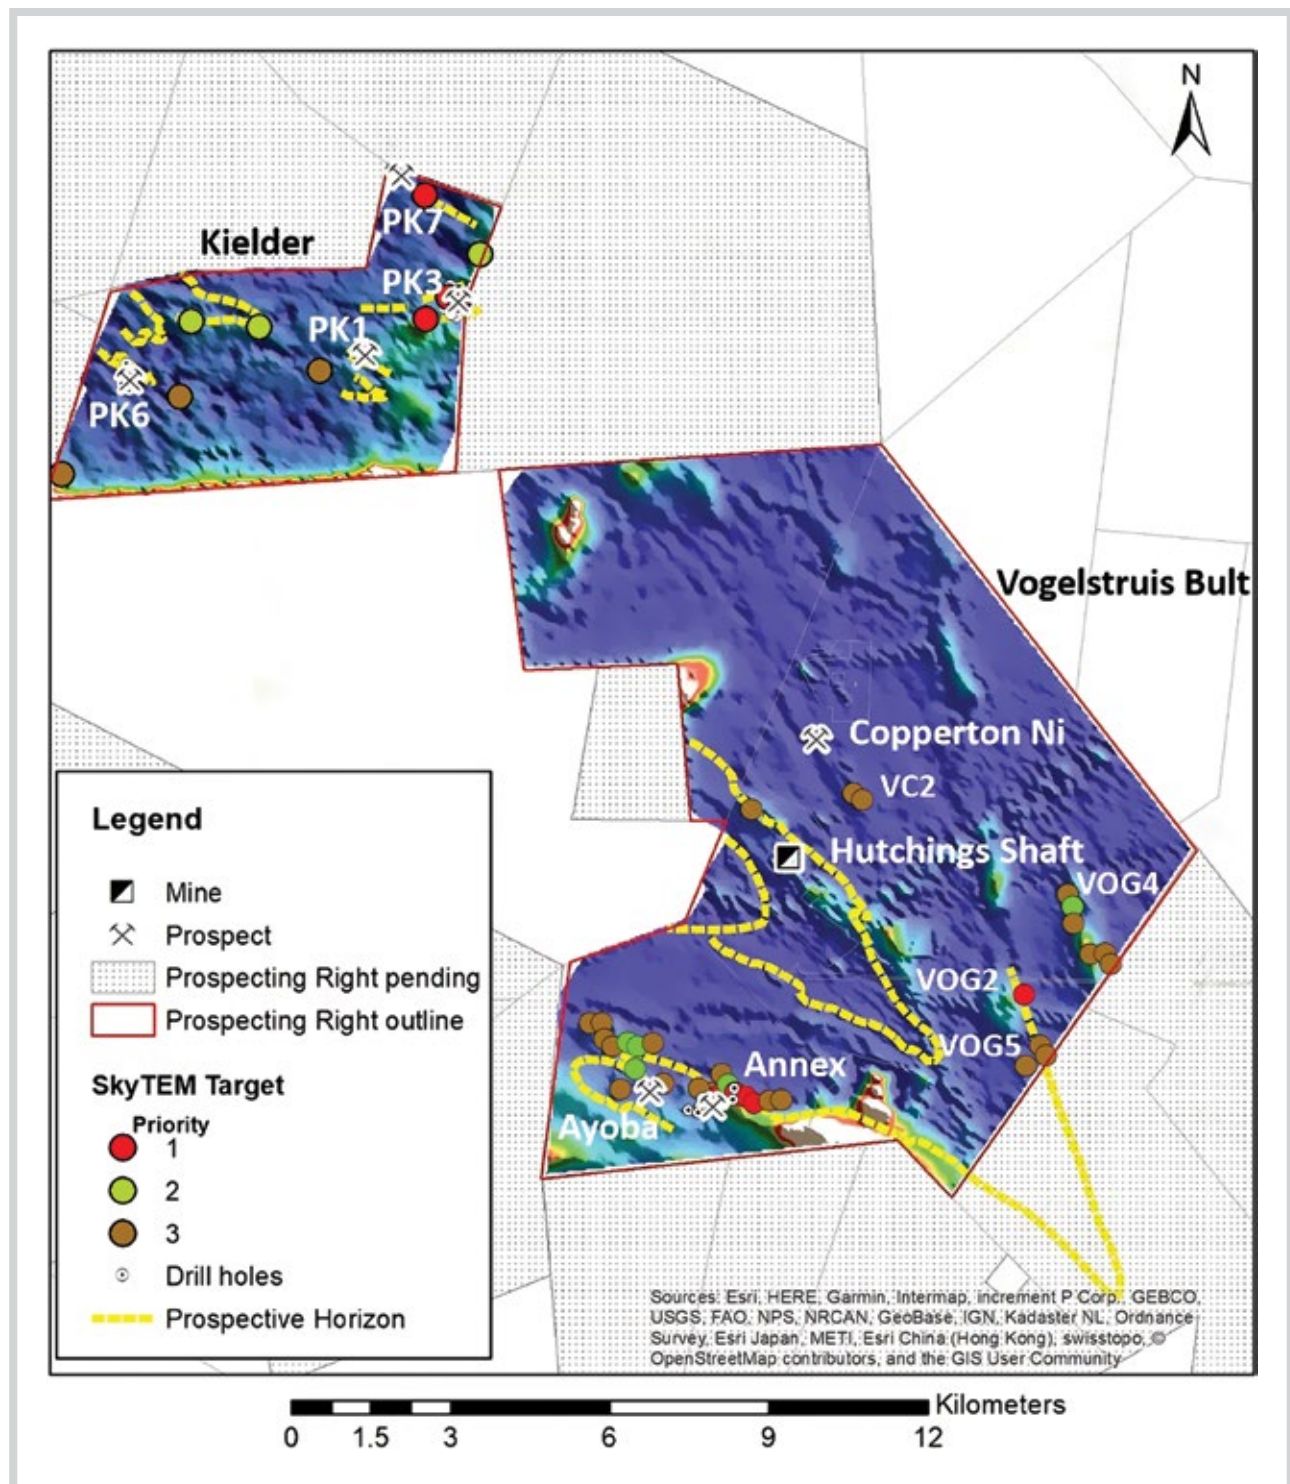 N
PK7
Kielder
PK3
PK1
PK6
Vogelstruis Bult
Copperton Ni
VC2
Hutchings Shaft
VOG4
VOG2
VOG5
Annex
Ayoba
Legend
Mine
Prospect
Prospecting Right pending
Prospecting Right outline
SkyTEM Target
Priority
1
2
3
Drill holes
Prospective Horizon
Sources: Esri, HERE, Garmin, Intermap, increment P Corp., GEBCO,
USGS, FAO, NPS, NRCAN, GeoBase, IGN, Kadaster NL, Ordnance
Survey, Esri Japan, METI, Esri China (Hong Kong), swisstopo, ©
OpenStreetMap contributors, and the GIS User Community
Kilometers
0 1.5 3 6 9 12